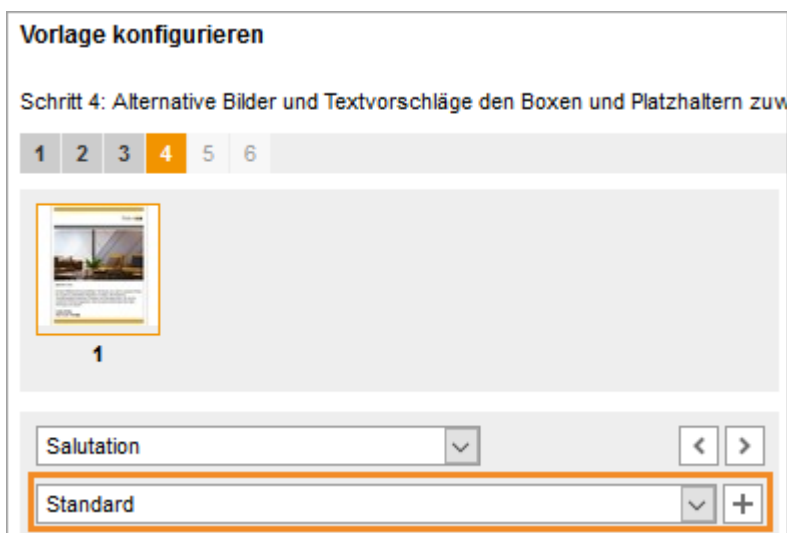 Vorlage konfigurieren
Schritt 4: Alternative Bilder und Textvorschläge den Boxen und Platzhaltern zuw
1 2 3 4 5 6
1
Salutation
Standard